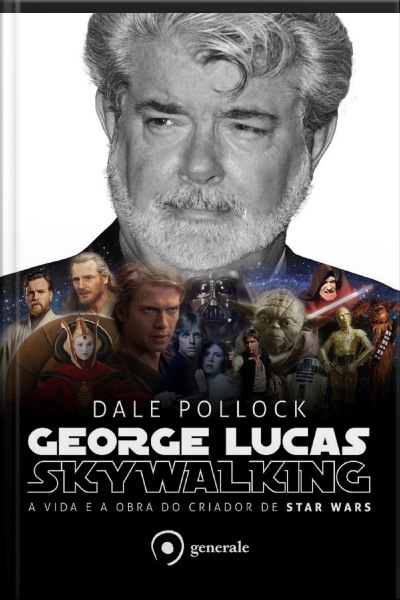 DALE POLLOCK
GEORGE LUCAS
SKYWALKING
A VIDA E A OBRA DO CRIADOR DE STAR WARS
generale